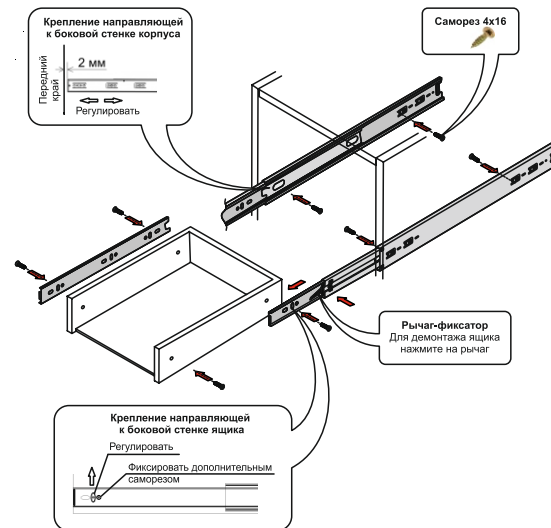 Крепление направляющей
к боковой стенке корпуса
2 мм
Передний
край
Регулировать
Саморез 4х16
Рычаг-фиксатор
Для демонтажа ящика
нажмите на рычаг
Крепление направляющей
к боковой стенке ящика
Регулировать
Фиксировать дополнительным
саморезом